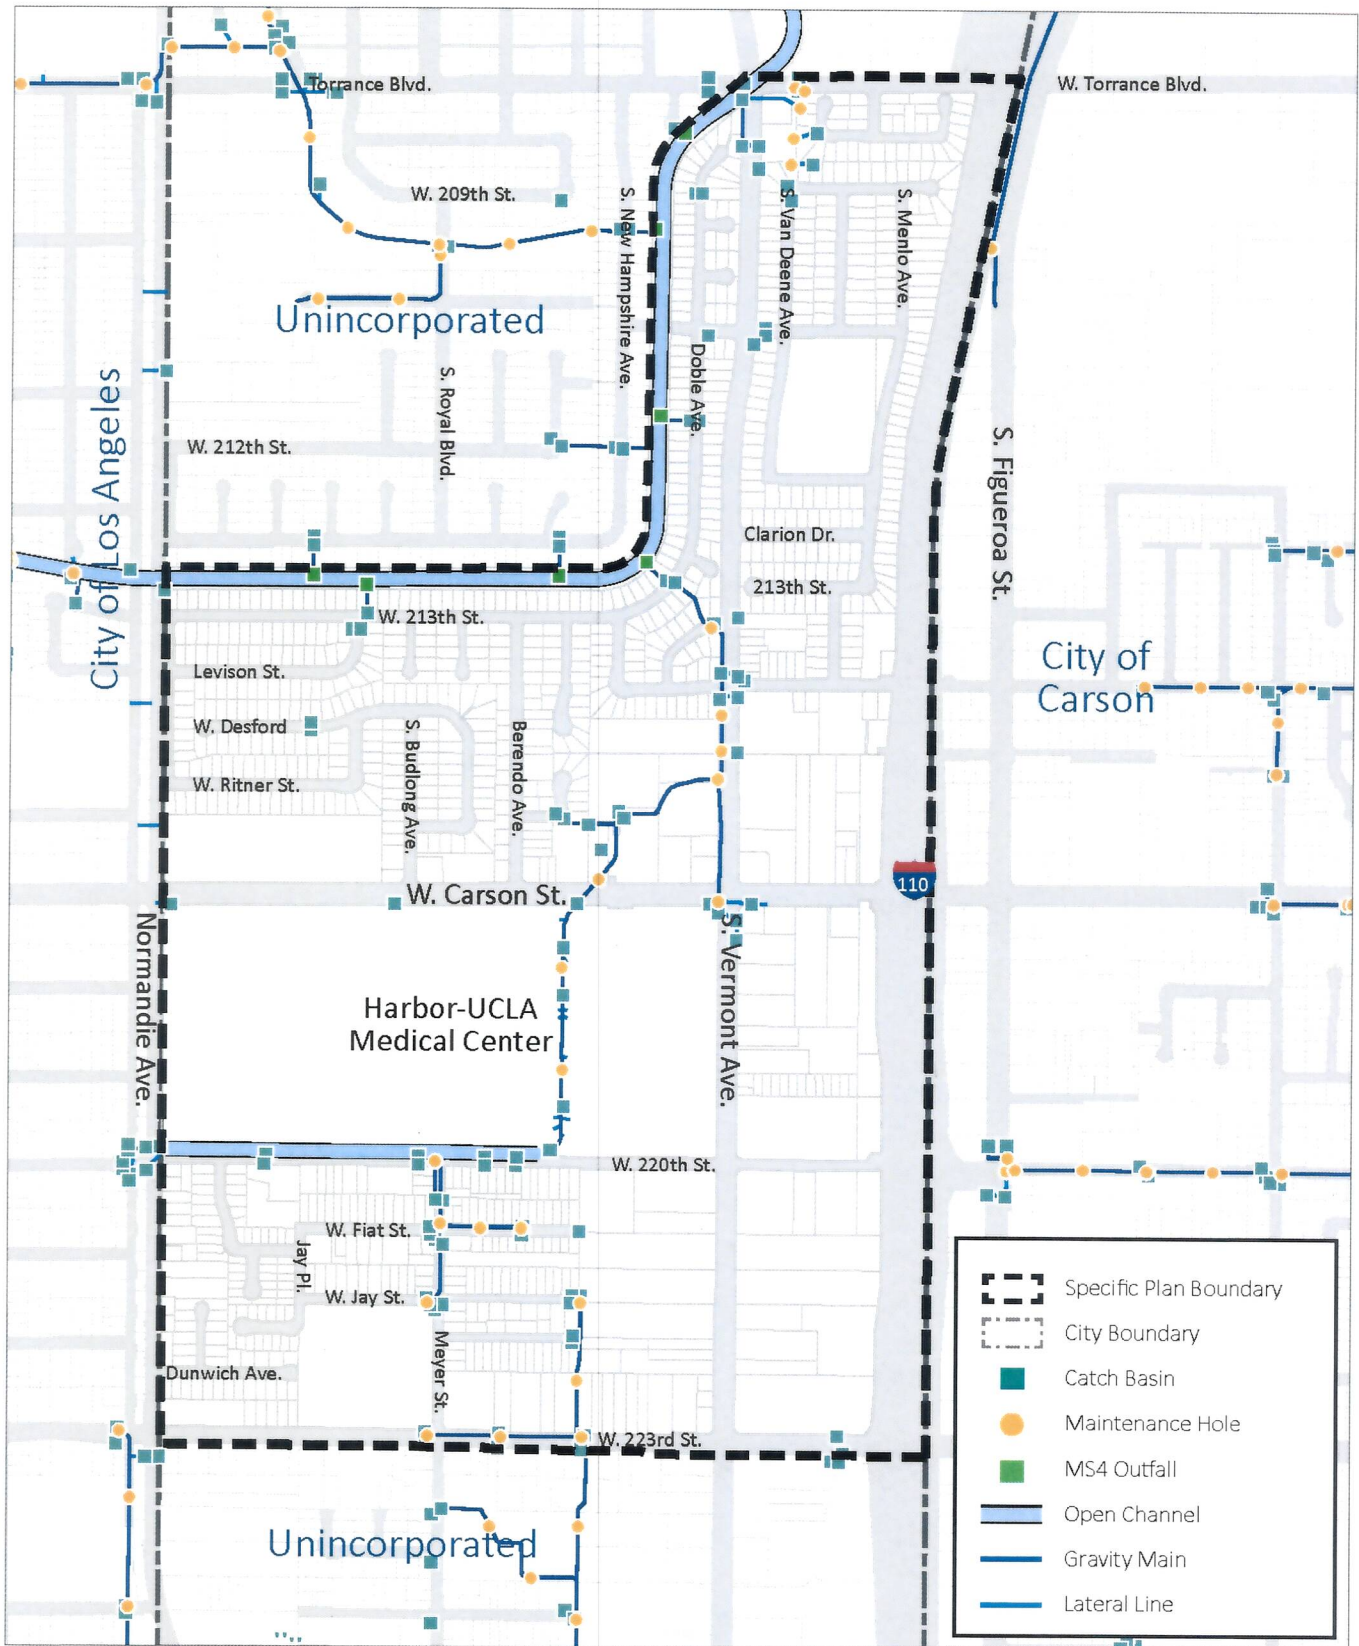 Torrance Blvd.
W. Torrance Blvd.
W. 209th St.
S. New Hampshire Ave.
S. Van Deene Ave.
S. Menlo Ave.
Unincorporated
S. Royal Blvd.
Doble Ave.
City of Los Angeles
W. 212th St.
S. Figueroa St.
Clarion Dr.
213th St.
W. 213th St.
City of
Carson
Levison St.
W. Desford
S. Budlong Ave.
Berendo Ave.
W. Ritner St.
110
W. Carson St.
Normandie Ave.
S. Vermont Ave.
Harbor-UCLA
Medical Center
W. 220th St.
W. Fiat St.
Jay Pl.
W. Jay St.
Meyer St.
Dunwich Ave.
W. 223rd St.
Unincorporated
Specific Plan Boundary
City Boundary
Catch Basin
Maintenance Hole
MS4 Outfall
Open Channel
Gravity Main
Lateral Line